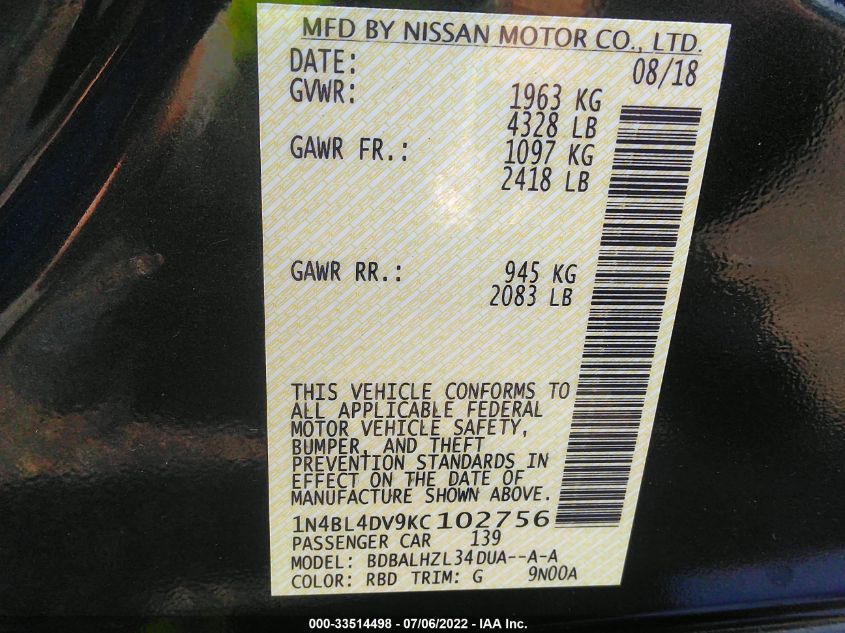 MFD BY NISSAN MOTOR CO., LTD.
DATE: 08/18
GVWR: 1963 KG
4328 LB
GAWR FR.: 1097 KG
2418 LB
GAWR RR.: 945 KG
2083 LB
THIS VEHICLE CONFORMS TO
ALL APPLICABLE FEDERAL
MOTOR VEHICLE SAFETY,
BUMPER, AND THEFT
PREVENTION STANDARDS IN
EFFECT ON THE DATE OF
MANUFACTURE SHOWN ABOVE.
1N4BL4DV9KC102756
PASSENGER CAR 139
MODEL: BDBALHZL34DUA--A-A
COLOR: RBD TRIM: G 9N00A
000-33514498 - 07/06/2022 - IAA Inc.